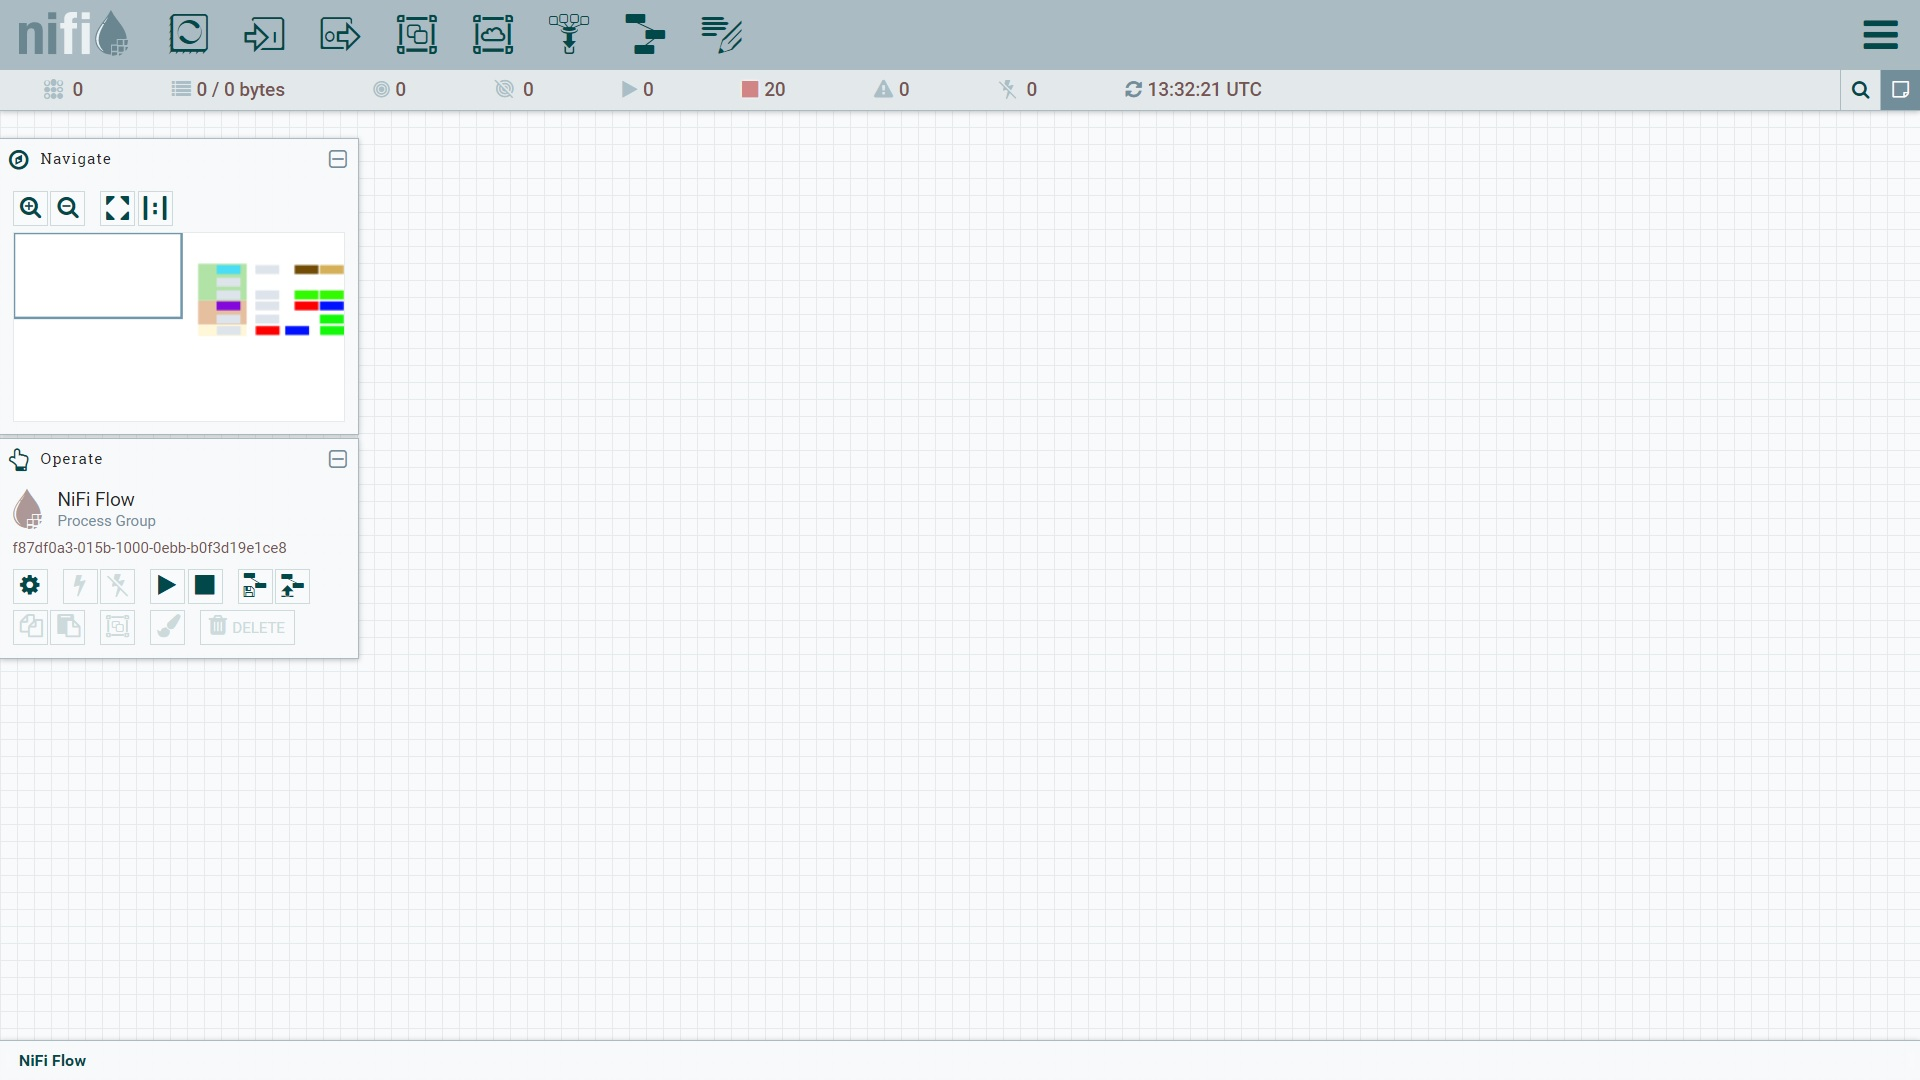 nifi
0
0 / 0 bytes
0
0
0
20
0
0
13:32:21 UTC
Navigate
Operate
NiFi Flow
Process Group
f87df0a3-015b-1000-0ebb-b0f3d19e1ce8
DELETE
NiFi Flow